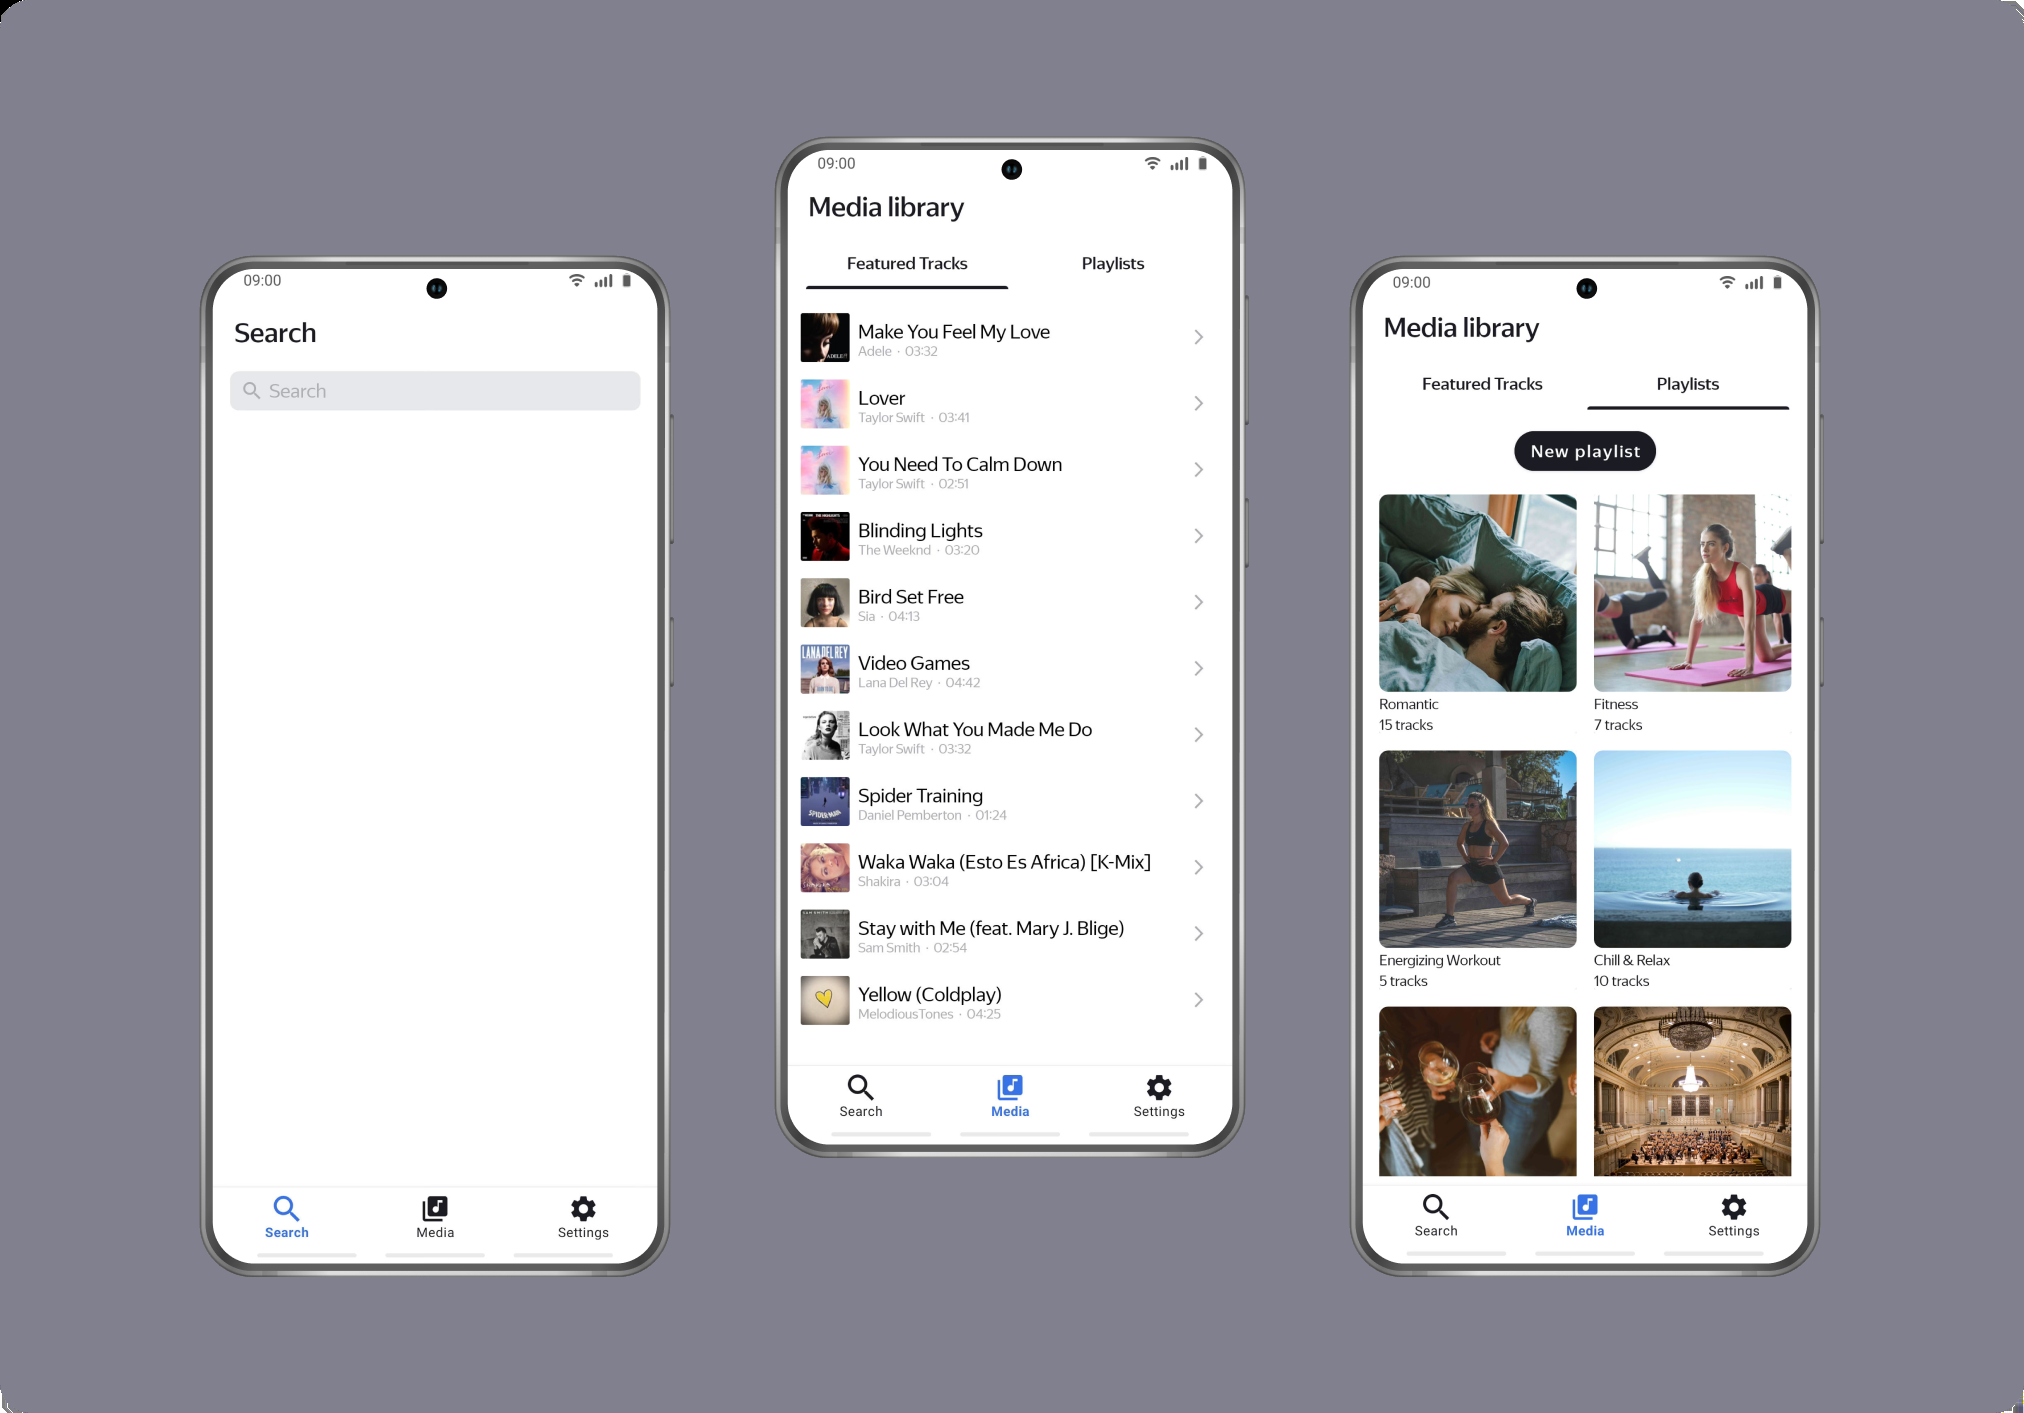 09:00
Search
Search
Search
Media
Settings
09:00
Media library
Featured Tracks
Playlists
Make You Feel My Love
Adele · 03:32
Lover
Taylor Swift · 03:41
You Need To Calm Down
Taylor Swift · 02:51
Blinding Lights
The Weeknd · 03:20
Bird Set Free
Sia · 04:13
LANA DEL REY
Video Games
Lana Del Rey · 04:42
Look What You Made Me Do
Taylor Swift · 03:32
SPIDER-MAN
Spider Training
Daniel Pemberton · 01:24
Waka Waka (Esto Es Africa) [K-Mix]
Shakira · 03:04
Stay with Me (feat. Mary J. Blige)
Sam Smith · 02:54
Yellow (Coldplay)
MelodiousTones · 04:25
Search
Media
Settings
09:00
Media library
Featured Tracks
Playlists
New playlist
Romantic
15 tracks
Fitness
7 tracks
Energizing Workout
5 tracks
Chill & Relax
10 tracks
Search
Media
Settings